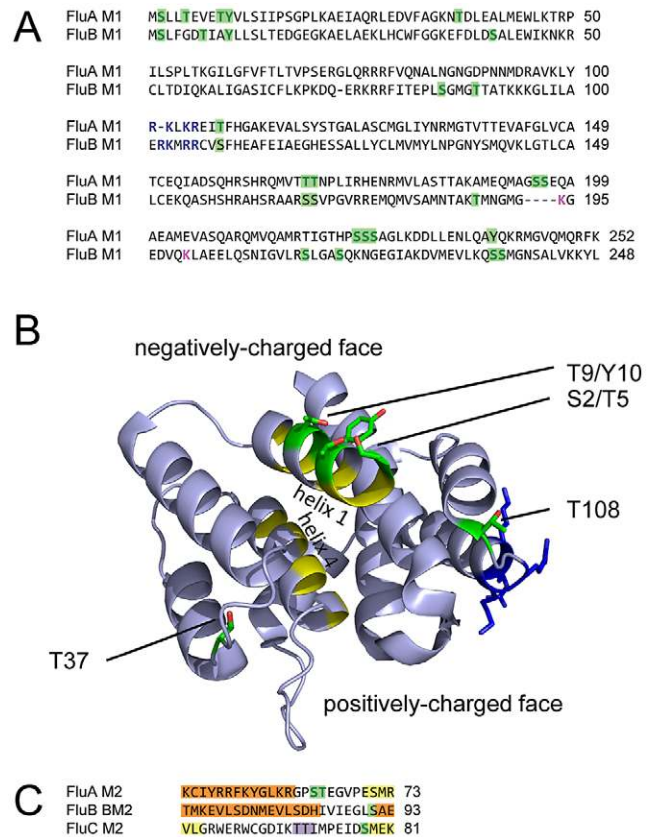 A
FluA M1 MSLLTEVETYVLSIIPSGPLKAEIAQRLEDVFAGKNTDLEALMEWLKTRP 50
FluB M1 MSLFGDTIAYLLSLTEDGEGKAELAEKLHCWFGGKEFDLDSALEWIKNKR 50
FluA M1 ILSPLTKGILGFVFTLTVPSERGLQRRRFVQNALNGNGDPNNMDRAVKLY 100
FluB M1 CLTDIQKALIGASICFLKPKDQ-ERKRRFITEPLSGMGTTATKKKGLILA 100
FluA M1 R-KLKREITFHGAKEVALSYSTGALASCMGLIYNRMGTVTTEVAFGLVCA 149
FluB M1 ERKMRRCVSFHEAFEIAEGHESSALLYCLMVMYLNPGNYSMQVKLGTLCA 149
FluA M1 TCEQIADSQHRSHRQMVTTTNPLIRHENRMVLASTTAKAMEQMAGSSEQA 199
FluB M1 LCEKQASHSHRAHSRAARSSVPGVRREMQMVSAMNTAKTMNGMG----KG 195
FluA M1 AEAMEVASQARQMVQAMRTIGTHPSSSAGLKDDLLENLQAYQKRMGVQMQRFK 252
FluB M1 EDVQKLAEELQSNIGVLRSLGASQKNGEGIAKDVMEVLKQSSMGNSALVKKYL 248
B
negatively-charged face
T9/Y10
S2/T5
helix 1
helix 4
T108
T37
positively-charged face
C
FluA M2 KCIYRRFKYGLKRGPSTEGVPESMR 73
FluB BM2 TMKEVLSDNMEVLSDHIVIEGLSAE 93
FluC M2 VLGRWERWCGDIKTTTIMPEIDSMEK 81